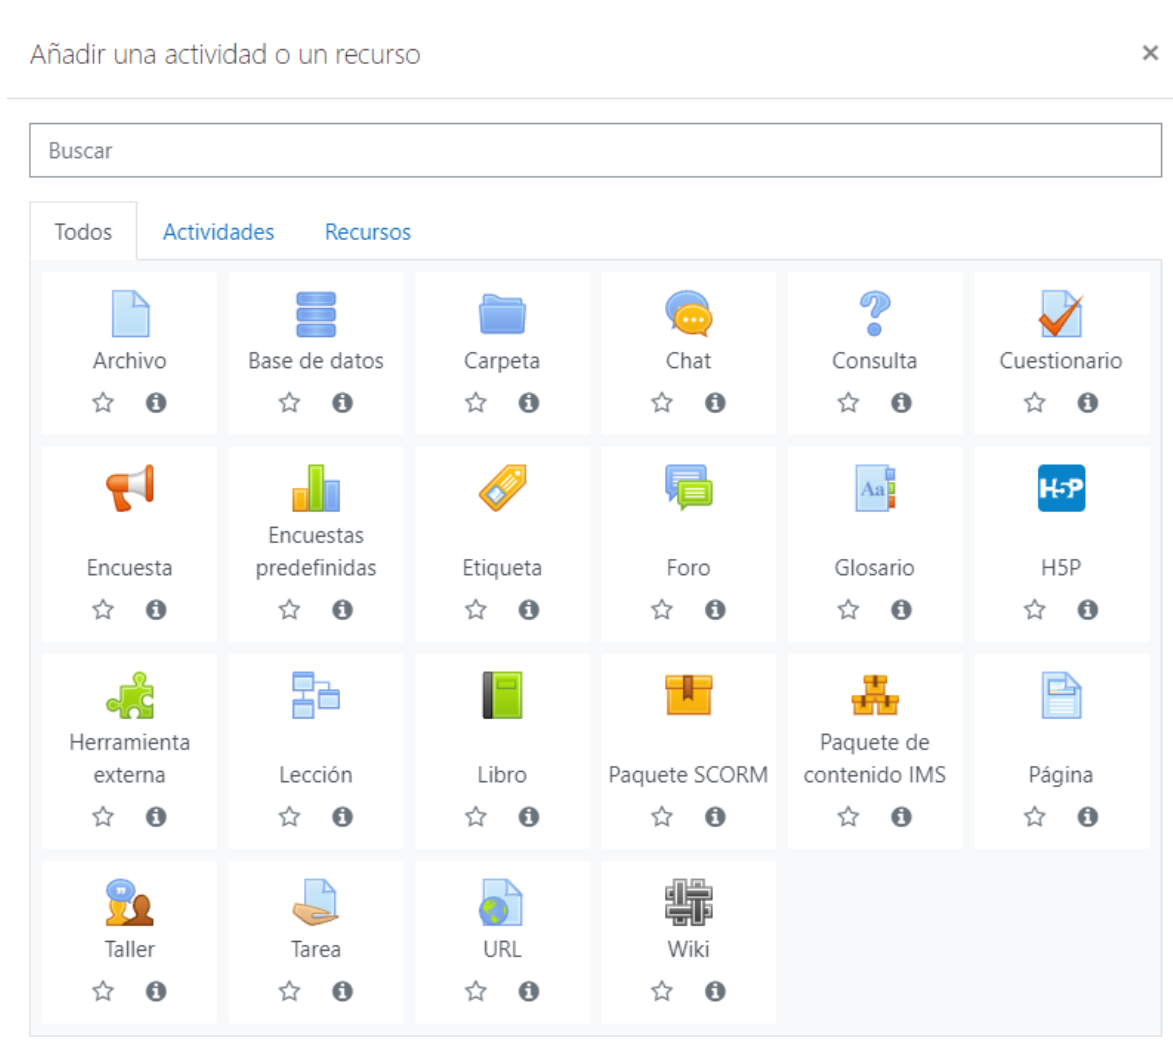 Añadir una actividad o un recurso
Buscar
Todos Actividades Recursos
Archivo Base de datos Carpeta Chat Consulta Cuestionario
Encuesta
Encuestas
predefinidas
Etiqueta
Foro
Aa
Glosario
H5P
H5P
Herramienta
externa
Lección
Libro
Paquete SCORM
Paquete de
contenido IMS
Página
Taller Tarea URL Wiki